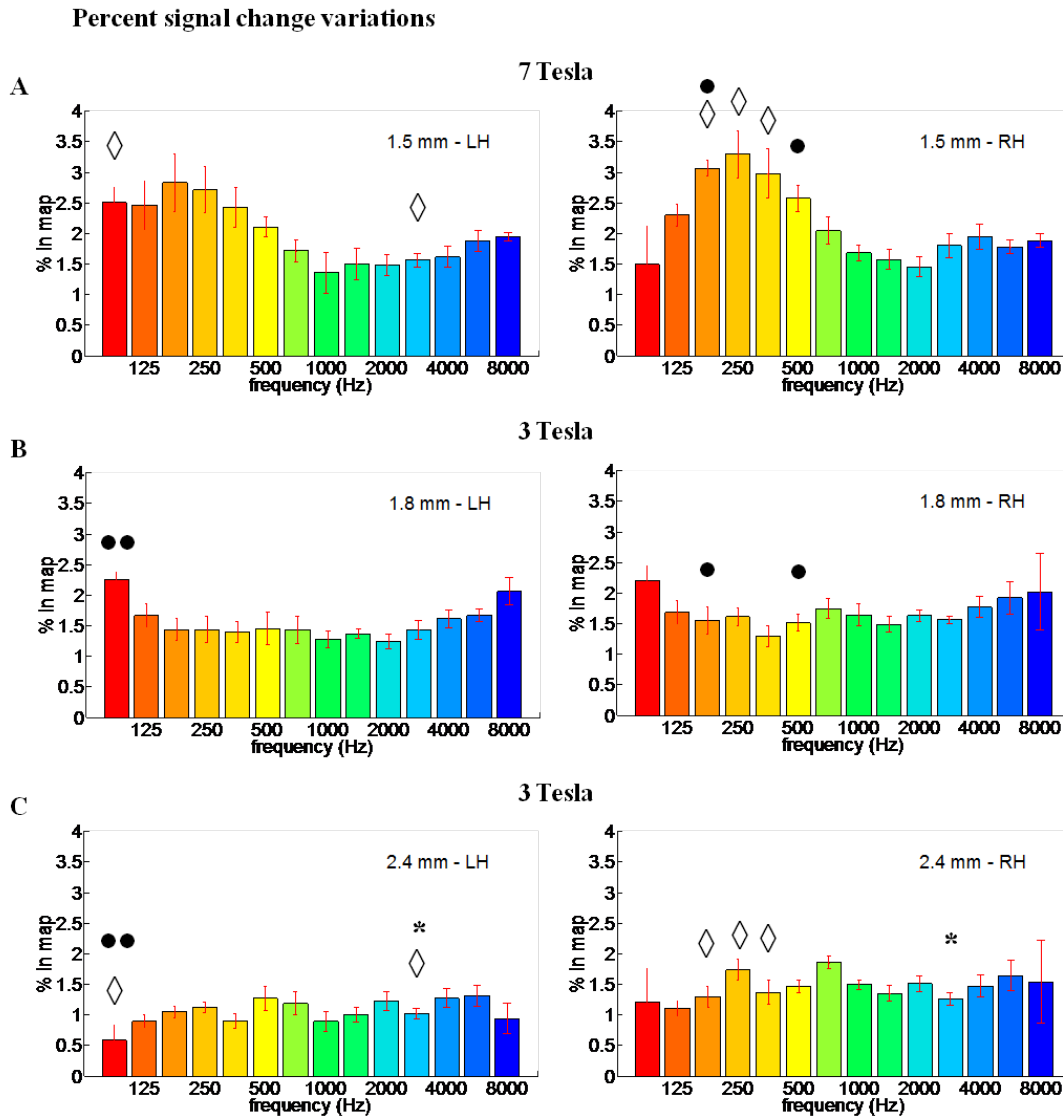 Percent signal change variations
7 Tesla
A
4
3.5
3
2.5
2
1.5
1
0.5
0
% in map
1.5 mm - LH
125 250 500 1000 2000 4000 8000
frequency (Hz)
4
3.5
3
2.5
2
1.5
1
0.5
0
% in map
1.5 mm - RH
125 250 500 1000 2000 4000 8000
frequency (Hz)
3 Tesla
B
4
3.5
3
2.5
2
1.5
1
0.5
0
% in map
1.8 mm - LH
125 250 500 1000 2000 4000 8000
frequency (Hz)
4
3.5
3
2.5
2
1.5
1
0.5
0
% in map
1.8 mm - RH
125 250 500 1000 2000 4000 8000
frequency (Hz)
3 Tesla
C
4
3.5
3
2.5
2
1.5
1
0.5
0
% in map
2.4 mm - LH
*
125 250 500 1000 2000 4000 8000
frequency (Hz)
4
3.5
3
2.5
2
1.5
1
0.5
0
% in map
2.4 mm - RH
*
125 250 500 1000 2000 4000 8000
frequency (Hz)